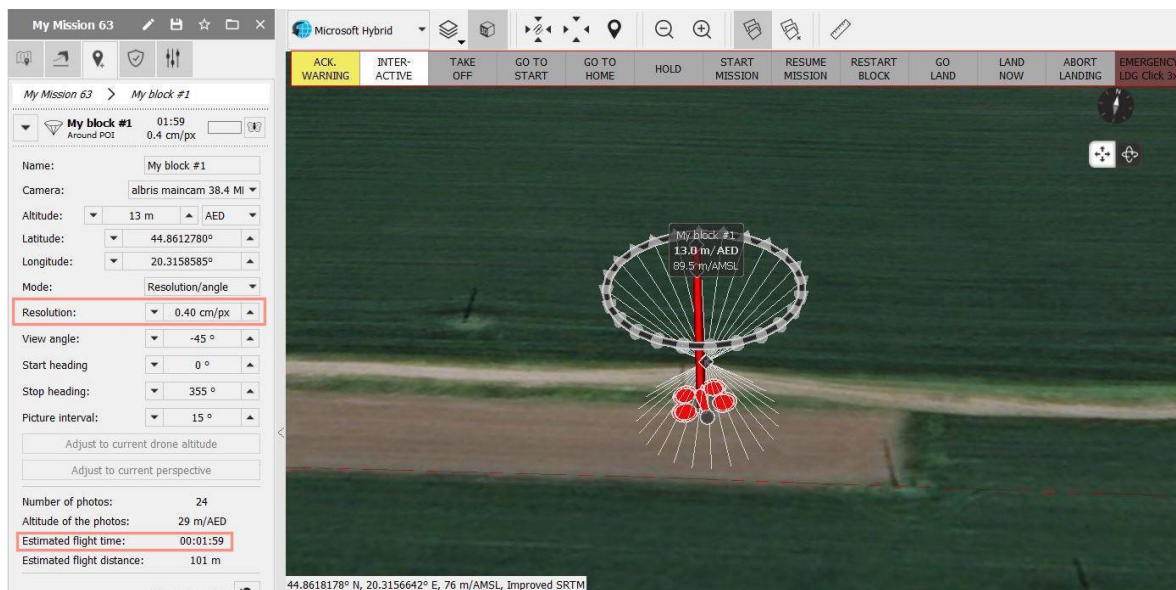 My Mission 63
Microsoft Hybrid
ACK. WARNING
INTER-ACTIVE
TAKE OFF
GO TO START
GO TO HOME
HOLD
START MISSION
RESUME MISSION
RESTART BLOCK
GO LAND
LAND NOW
ABORT LANDING
EMERGENCY LDG Click 3x
My Mission 63 > My block #1
My block #1 01:59
Around POI 0.4 cm/px
Name: My block #1
Camera: albris maincam 38.4 MI
Altitude: 13 m AED
Latitude: 44.8612780°
Longitude: 20.3158585°
Mode: Resolution/angle
Resolution: 0.40 cm/px
View angle: -45 °
Start heading 0 °
Stop heading: 355 °
Picture interval: 15 °
Adjust to current drone altitude
Adjust to current perspective
Number of photos: 24
Altitude of the photos: 29 m/AED
Estimated flight time: 00:01:59
Estimated flight distance: 101 m
N
My block #1
13.0 m/AED
89.5 m/AMSL
44.8618178° N, 20.3156642° E, 76 m/AMSL, Improved SRTM